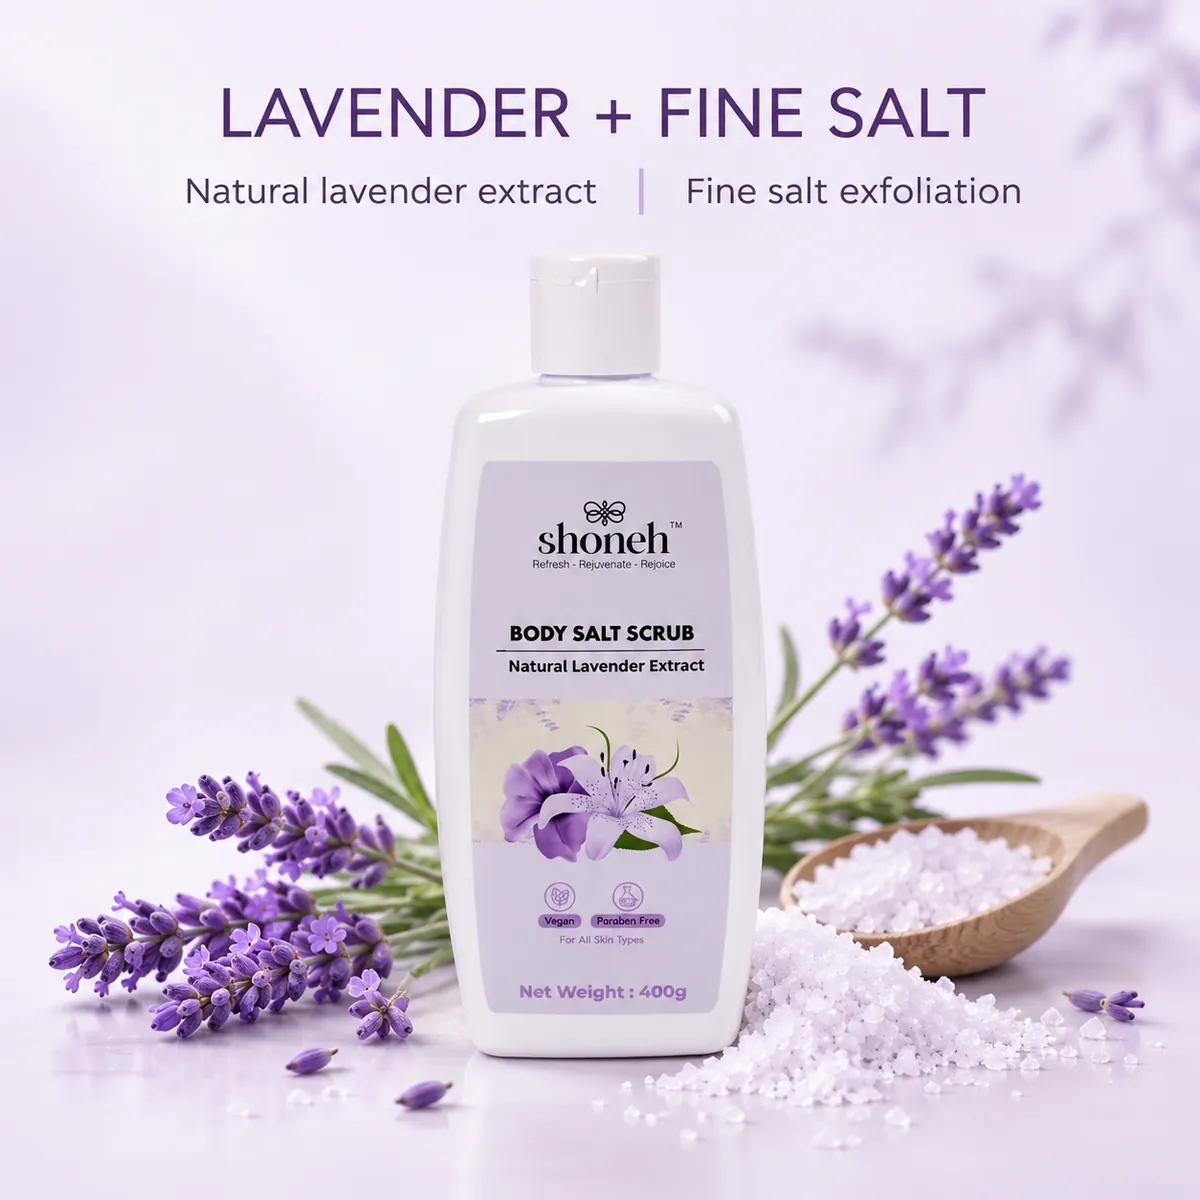 LAVENDER + FINE SALT
Natural lavender extract | Fine salt exfoliation
shoneh™
Refresh - Rejuvenate - Rejoice
BODY SALT SCRUB
Natural Lavender Extract
Vegan
Paraben Free
For All Skin Types
Net Weight : 400g